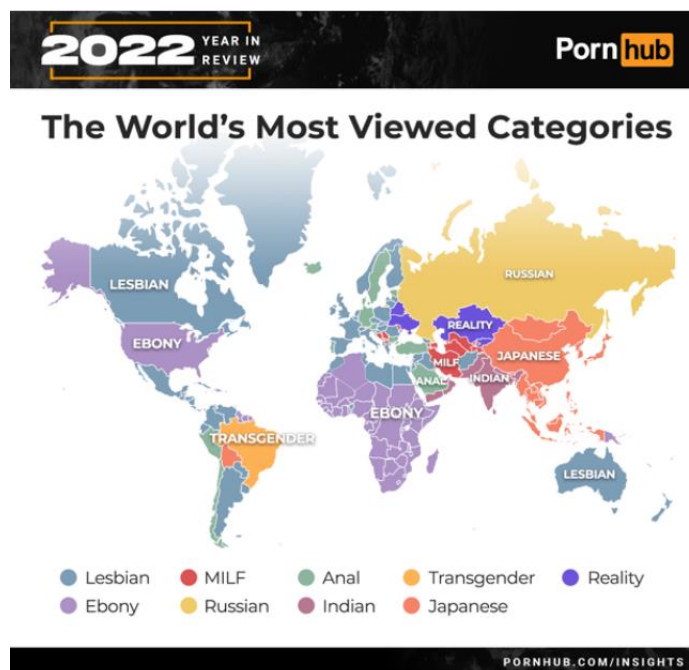 2022 YEAR IN REVIEW
Pornhub
The World's Most Viewed Categories
LESBIAN
RUSSIAN
EBONY
REALITY
JAPANESE
MILF
INDIAN
ANAL
EBONY
TRANSGENDER
LESBIAN
Lesbian MILF Anal Transgender Reality
Ebony Russian Indian Japanese
PORNHUB.COM/INSIGHTS